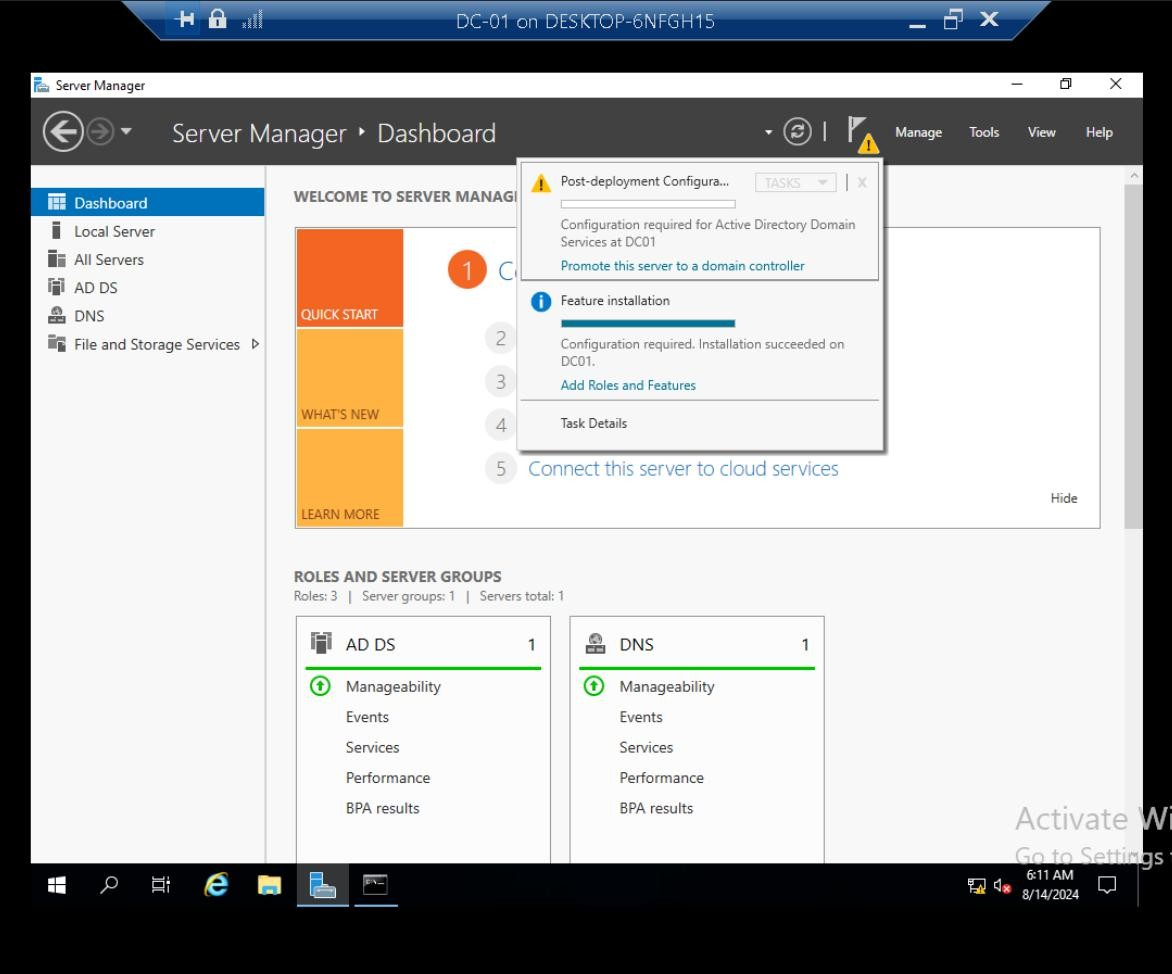 DC-01 on DESKTOP-6NFGH15
Server Manager
Server Manager Dashboard
Manage Tools View Help
Dashboard
Local Server
All Servers
AD DS
DNS
File and Storage Services
WELCOME TO SERVER MANAG
QUICK START
WHAT'S NEW
LEARN MORE
1
2
3
4
5 Connect this server to cloud services
Hide
Post-deployment Configura... TASKS X
Configuration required for Active Directory Domain
Services at DC01
Promote this server to a domain controller
Feature installation
Configuration required. Installation succeeded on
DC01.
Add Roles and Features
Task Details
ROLES AND SERVER GROUPS
Roles: 3 | Server groups: 1 | Servers total: 1
AD DS 1
Manageability
Events
Services
Performance
BPA results
DNS 1
Manageability
Events
Services
Performance
BPA results
Activate Wi
Go to Settings
6:11 AM
8/14/2024